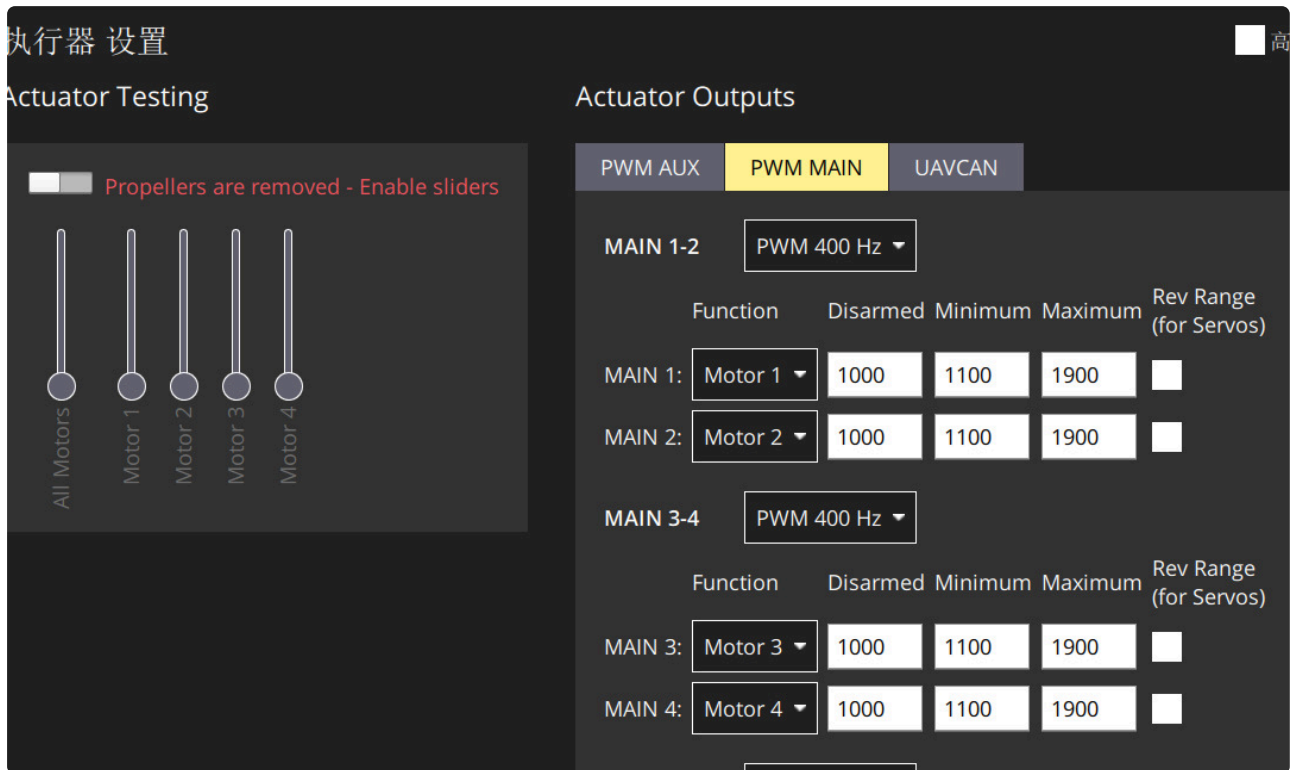 执行器 设置
高
Actuator Testing
Actuator Outputs
Propellers are removed - Enable sliders
All Motors
Motor 1
Motor 2
Motor 3
Motor 4
PWM AUX PWM MAIN UAVCAN
MAIN 1-2 PWM 400 Hz
Function Disarmed Minimum Maximum Rev Range
(for Servos)
MAIN 1: Motor 1 1000 1100 1900
MAIN 2: Motor 2 1000 1100 1900
MAIN 3-4 PWM 400 Hz
Function Disarmed Minimum Maximum Rev Range
(for Servos)
MAIN 3: Motor 3 1000 1100 1900
MAIN 4: Motor 4 1000 1100 1900